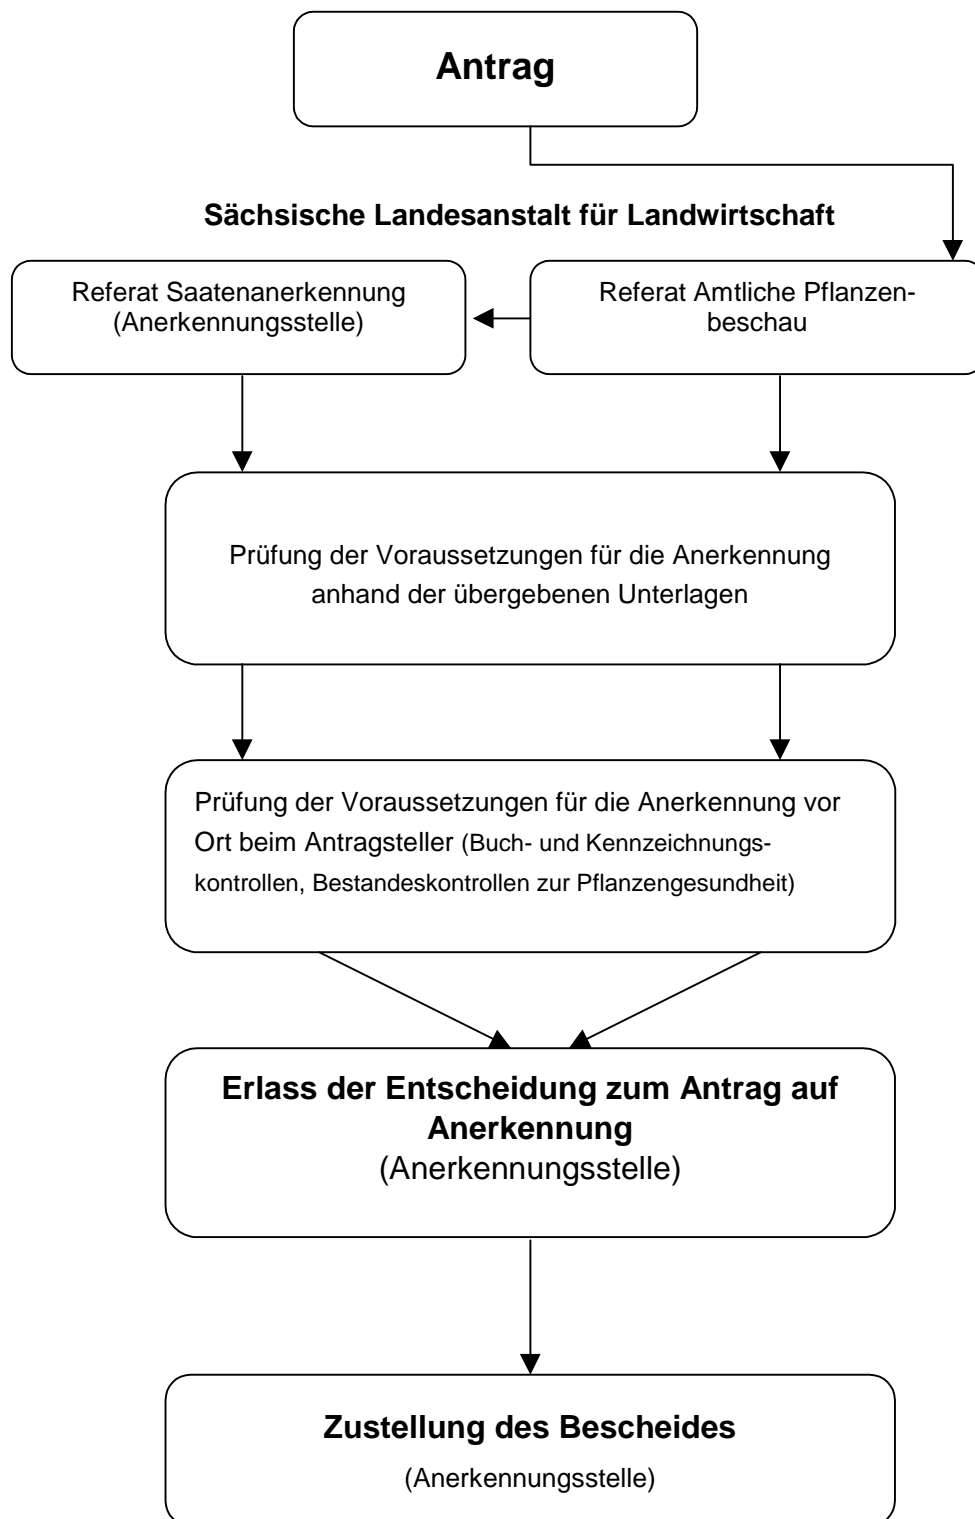 Antrag
Sächsische Landesanstalt für Landwirtschaft
Referat Saatenanerkennung
(Anerkennungsstelle)
Referat Amtliche Pflanzen-
beschau
Prüfung der Voraussetzungen für die Anerkennung
anhand der übergebenen Unterlagen
Prüfung der Voraussetzungen für die Anerkennung vor
Ort beim Antragsteller (Buch- und Kennzeichnungs-
kontrollen, Bestandeskontrollen zur Pflanzengesundheit)
Erlass der Entscheidung zum Antrag auf
Anerkennung
(Anerkennungsstelle)
Zustellung des Bescheides
(Anerkennungsstelle)